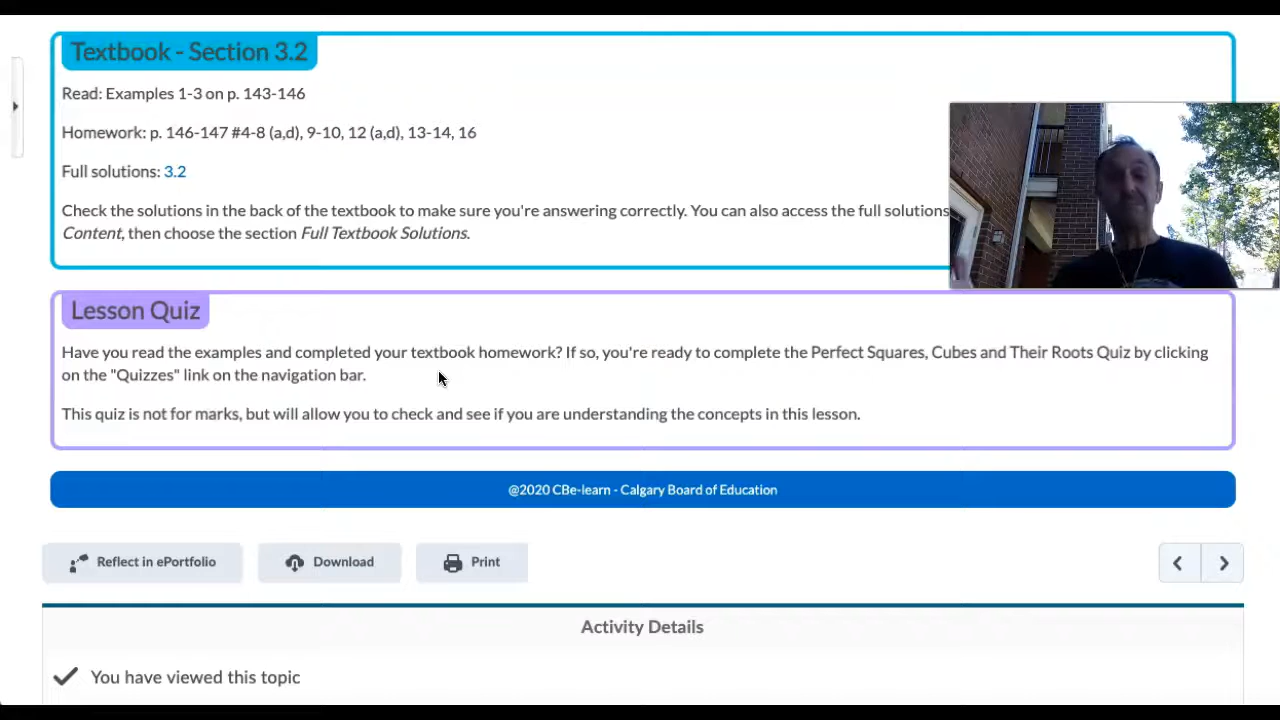 Textbook - Section 3.2
Read: Examples 1-3 on p. 143-146
Homework: p. 146-147 #4-8 (a,d), 9-10, 12 (a,d), 13-14, 16
Full solutions: 3.2
Check the solutions in the back of the textbook to make sure you're answering correctly. You can also access the full solutions
Content, then choose the section Full Textbook Solutions.
Lesson Quiz
Have you read the examples and completed your textbook homework? If so, you're ready to complete the Perfect Squares, Cubes and Their Roots Quiz by clicking
on the "Quizzes" link on the navigation bar.
This quiz is not for marks, but will allow you to check and see if you are understanding the concepts in this lesson.
@2020 CBe-learn - Calgary Board of Education
Reflect in ePortfolio
Download
Print
Activity Details
You have viewed this topic